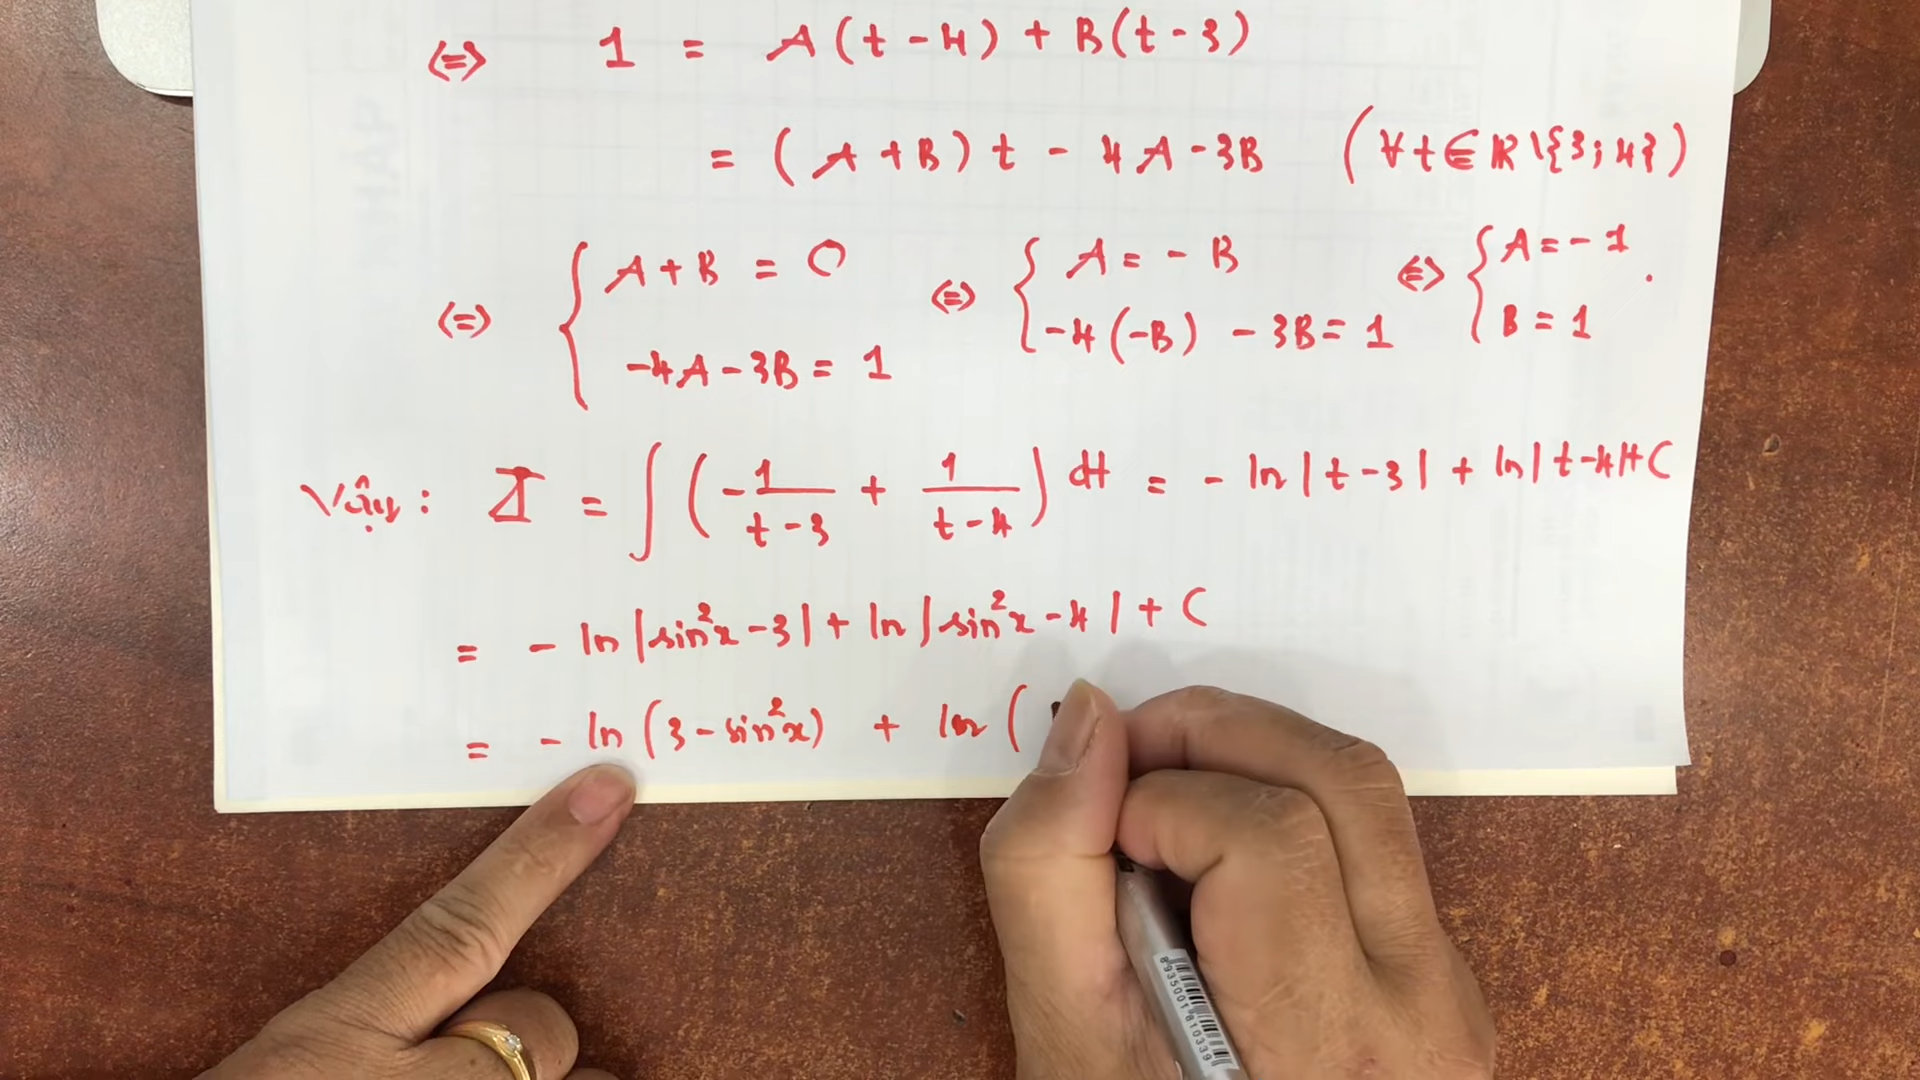 ⇔ 1 = A(t-4) + B(t-3)
= (A+B)t - 4A-3B (∀t∈ℝ\{3;4})
⇔ { A+B = 0 ; -4A-3B = 1 ⇔ { A = -B ; -4(-B) - 3B = 1 ⇔ { A = -1 ; B = 1 .
Vậy: I = ∫ ( -1/(t-3) + 1/(t-4) ) dt = - ln|t-3| + ln|t-4|+C
= - ln|sin²x-3| + ln|sin²x-4| + C
= - ln(3-sin²x) + ln(
8935001810339